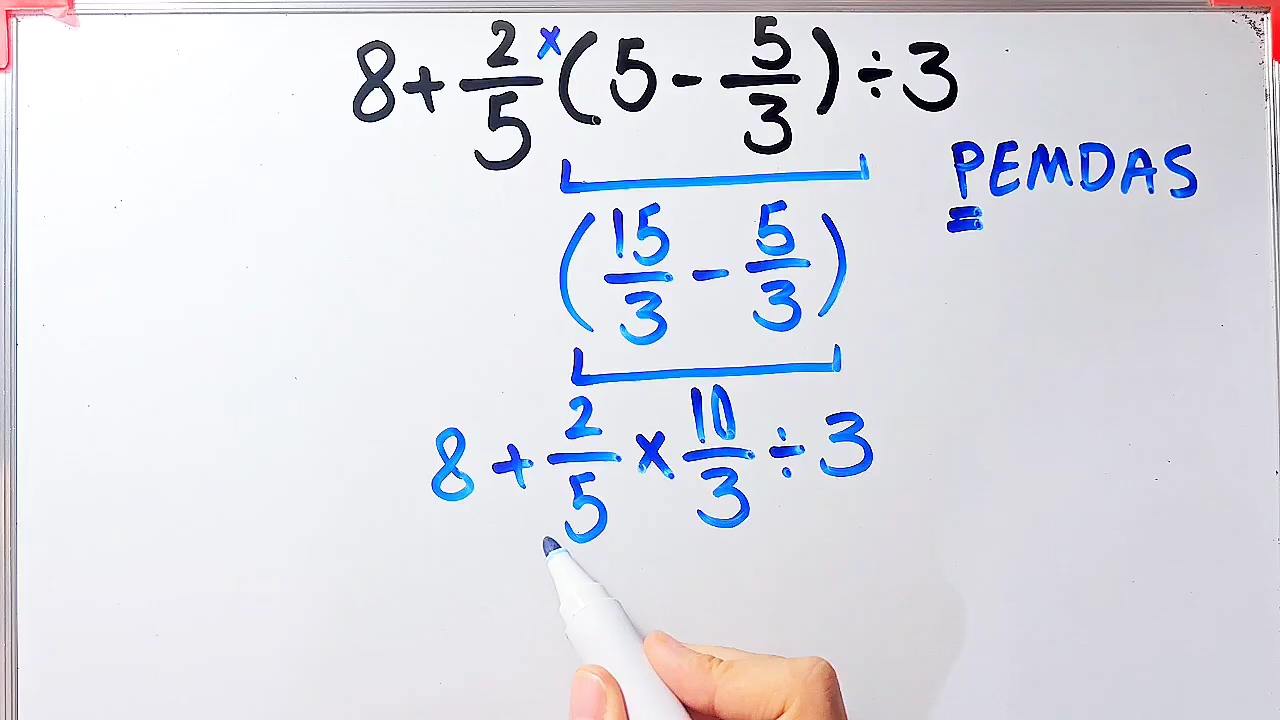 8 + 2/5 × (5 - 5/3) ÷ 3
PEMDAS
(15/3 - 5/3)
8 + 2/5 × 10/3 ÷ 3